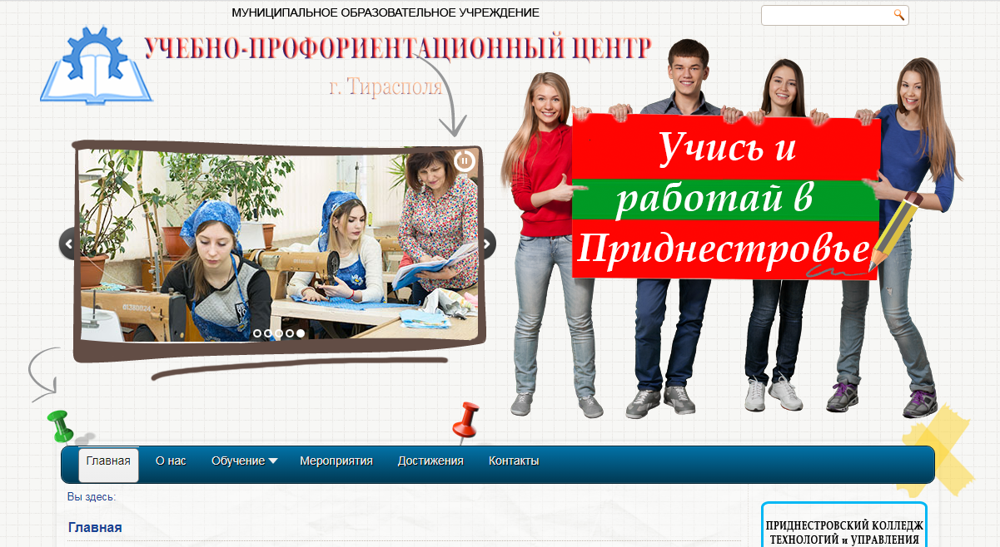 МУНИЦИПАЛЬНОЕ ОБРАЗОВАТЕЛЬНОЕ УЧРЕЖДЕНИЕ
УЧЕБНО-ПРОФОРИЕНТАЦИОННЫЙ ЦЕНТР
г. Тирасполя
Учись и
работай в
Приднестровье
Главная
О нас
Обучение
Мероприятия
Достижения
Контакты
Вы здесь:
Главная
ПРИДНЕСТРОВСКИЙ КОЛЛЕДЖ
ТЕХНОЛОГИЙ и УПРАВЛЕНИЯ